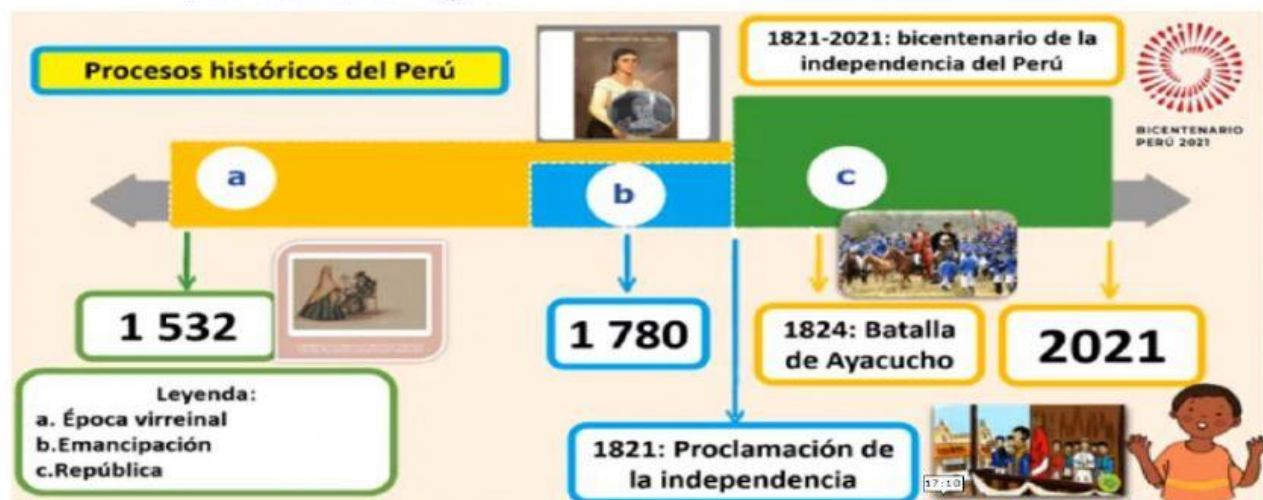 Procesos históricos del Perú
1821-2021: bicentenario de la
independencia del Perú
BICENTENARIO
PERÚ 2021
a
b
c
1 532
1 780
1824: Batalla
de Ayacucho
2021
Leyenda:
a. Época virreinal
b.Emancipación
c.República
1821: Proclamación de
la independencia
17:10